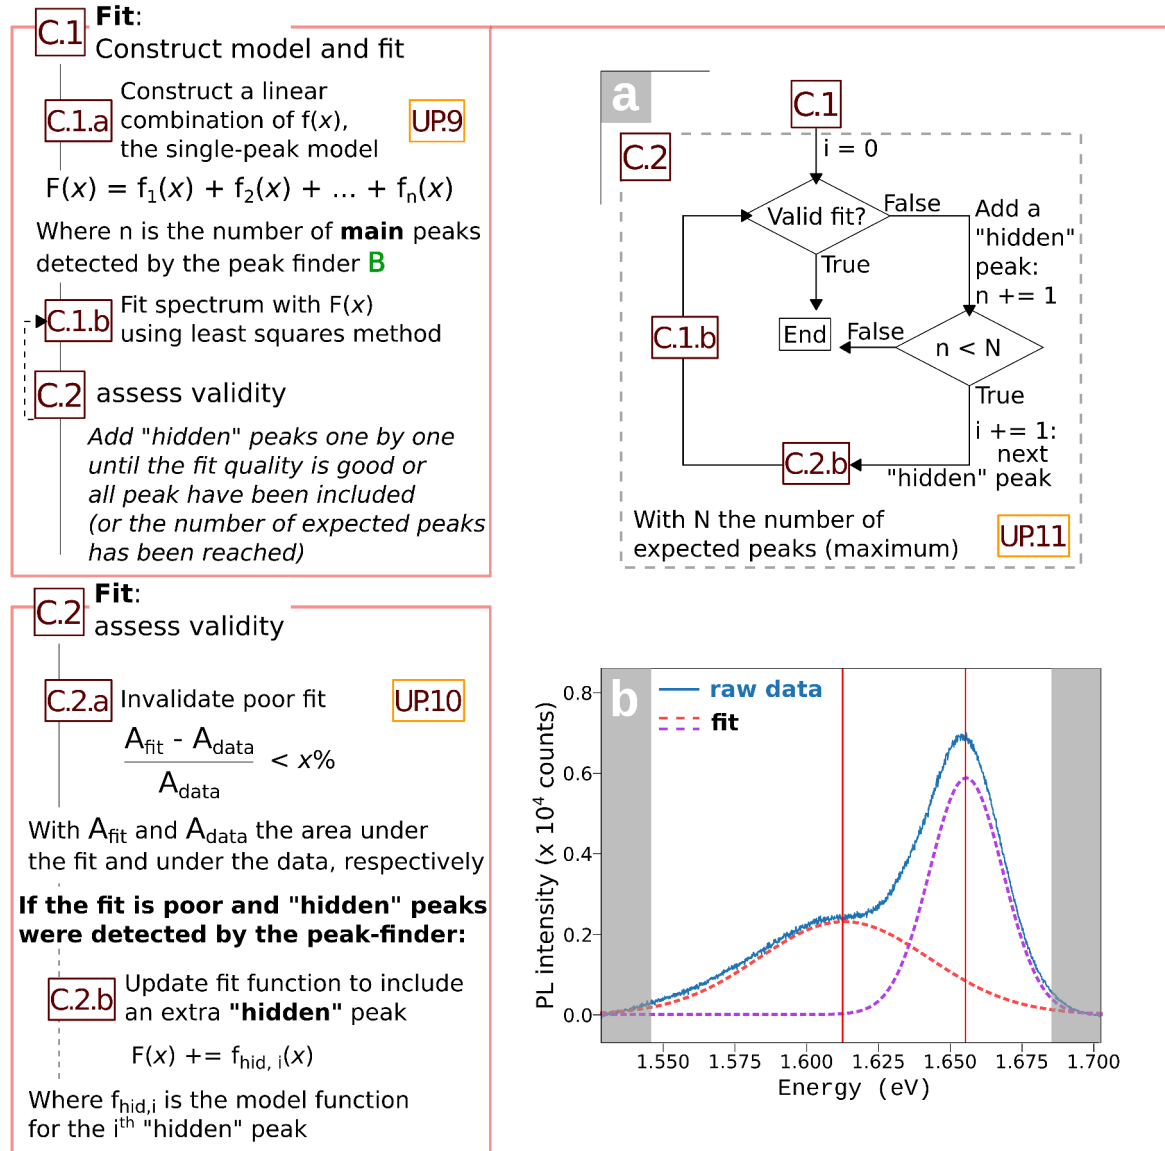 C.1
Fit:
Construct model and fit
C.1.a
Construct a linear
combination of f(x),
the single-peak model
UP.9
F(x) = f1(x) + f2(x) + ... + fn(x)
Where n is the number of main peaks
detected by the peak finder B
C.1.b
Fit spectrum with F(x)
using least squares method
C.2
assess validity
Add "hidden" peaks one by one
until the fit quality is good or
all peak have been included
(or the number of expected peaks
has been reached)
a
C.1
C.2
i = 0
Valid fit?
False
Add a
"hidden"
peak:
n += 1
True
C.1.b
End
False
n < N
True
i += 1:
next
"hidden" peak
C.2.b
With N the number of
expected peaks (maximum)
UP.11
C.2
Fit:
assess validity
C.2.a
Invalidate poor fit
UP.10
Afit - Adata
Adata
< x%
With Afit and Adata the area under
the fit and under the data, respectively
If the fit is poor and "hidden" peaks
were detected by the peak-finder:
C.2.b
Update fit function to include
an extra "hidden" peak
F(x) += fhid, i(x)
Where fhid,i is the model function
for the ith "hidden" peak
b
raw data
fit
PL intensity (x 10^4 counts)
0.8
0.6
0.4
0.2
0.0
1.550
1.575
1.600
1.625
1.650
1.675
1.700
Energy (eV)